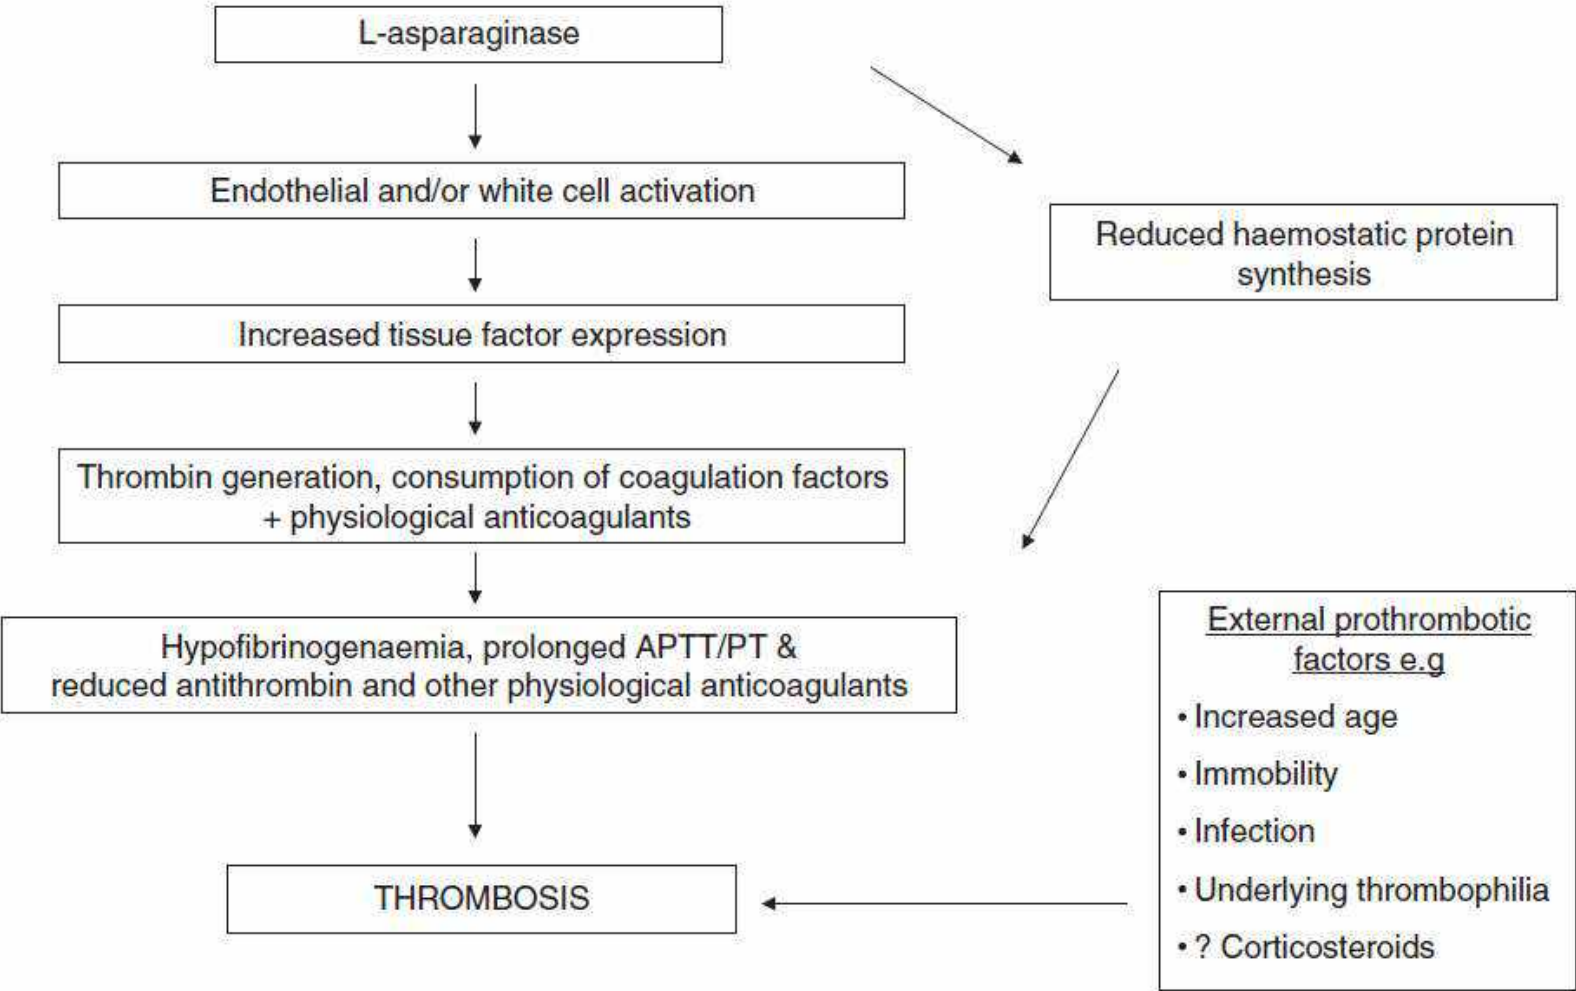 L-asparaginase
Endothelial and/or white cell activation
Reduced haemostatic protein
synthesis
Increased tissue factor expression
Thrombin generation, consumption of coagulation factors
+ physiological anticoagulants
Hypofibrinogenaemia, prolonged APTT/PT &
reduced antithrombin and other physiological anticoagulants
External prothrombotic
factors e.g
• Increased age
• Immobility
• Infection
• Underlying thrombophilia
• ? Corticosteroids
THROMBOSIS